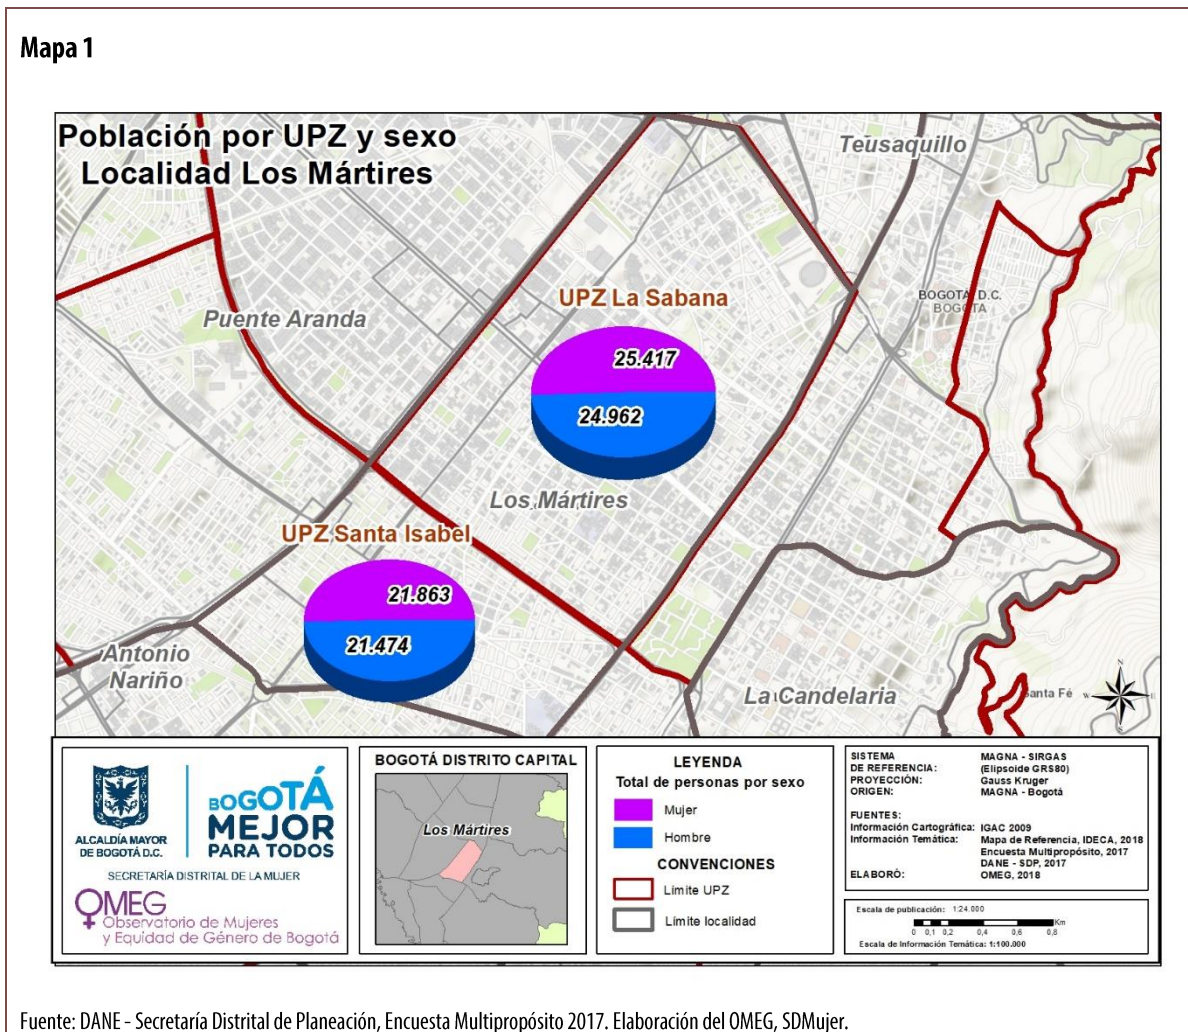 Mapa 1
Población por UPZ y sexo
Localidad Los Mártires
Teusaquillo
UPZ La Sabana
BOGOTÁ, D.C.
BOGOTA
Puente Aranda
25.417
24.962
Los Mártires
UPZ Santa Isabel
21.863
21.474
Antonio
Nariño
La Candelaria
Santa Fé
N
W
E
S
ALCALDÍA MAYOR
DE BOGOTÁ D.C.
BOGOTÁ
MEJOR
PARA TODOS
SECRETARÍA DISTRITAL DE LA MUJER
OMEG
Observatorio de Mujeres
y Equidad de Género de Bogotá
BOGOTÁ DISTRITO CAPITAL
Los Mártires
LEYENDA
Total de personas por sexo
Mujer
Hombre
CONVENCIONES
Límite UPZ
Límite localidad
SISTEMA MAGNA - SIRGAS
DE REFERENCIA: (Elipsoide GRS80)
PROYECCIÓN: Gauss Kruger
ORIGEN: MAGNA - Bogotá
FUENTES:
Información Cartográfica: IGAC 2009
Información Temática: Mapa de Referencia, IDECA, 2018
Encuesta Multipropósito, 2017
DANE - SDP, 2017
ELABORÓ: OMEG, 2018
Escala de publicación: 1:24.000
Km
0 0,1 0,2 0,4 0,6 0,8
Escala de Información Temática: 1:100.000
Fuente: DANE - Secretaría Distrital de Planeación, Encuesta Multipropósito 2017. Elaboración del OMEG, SDMujer.